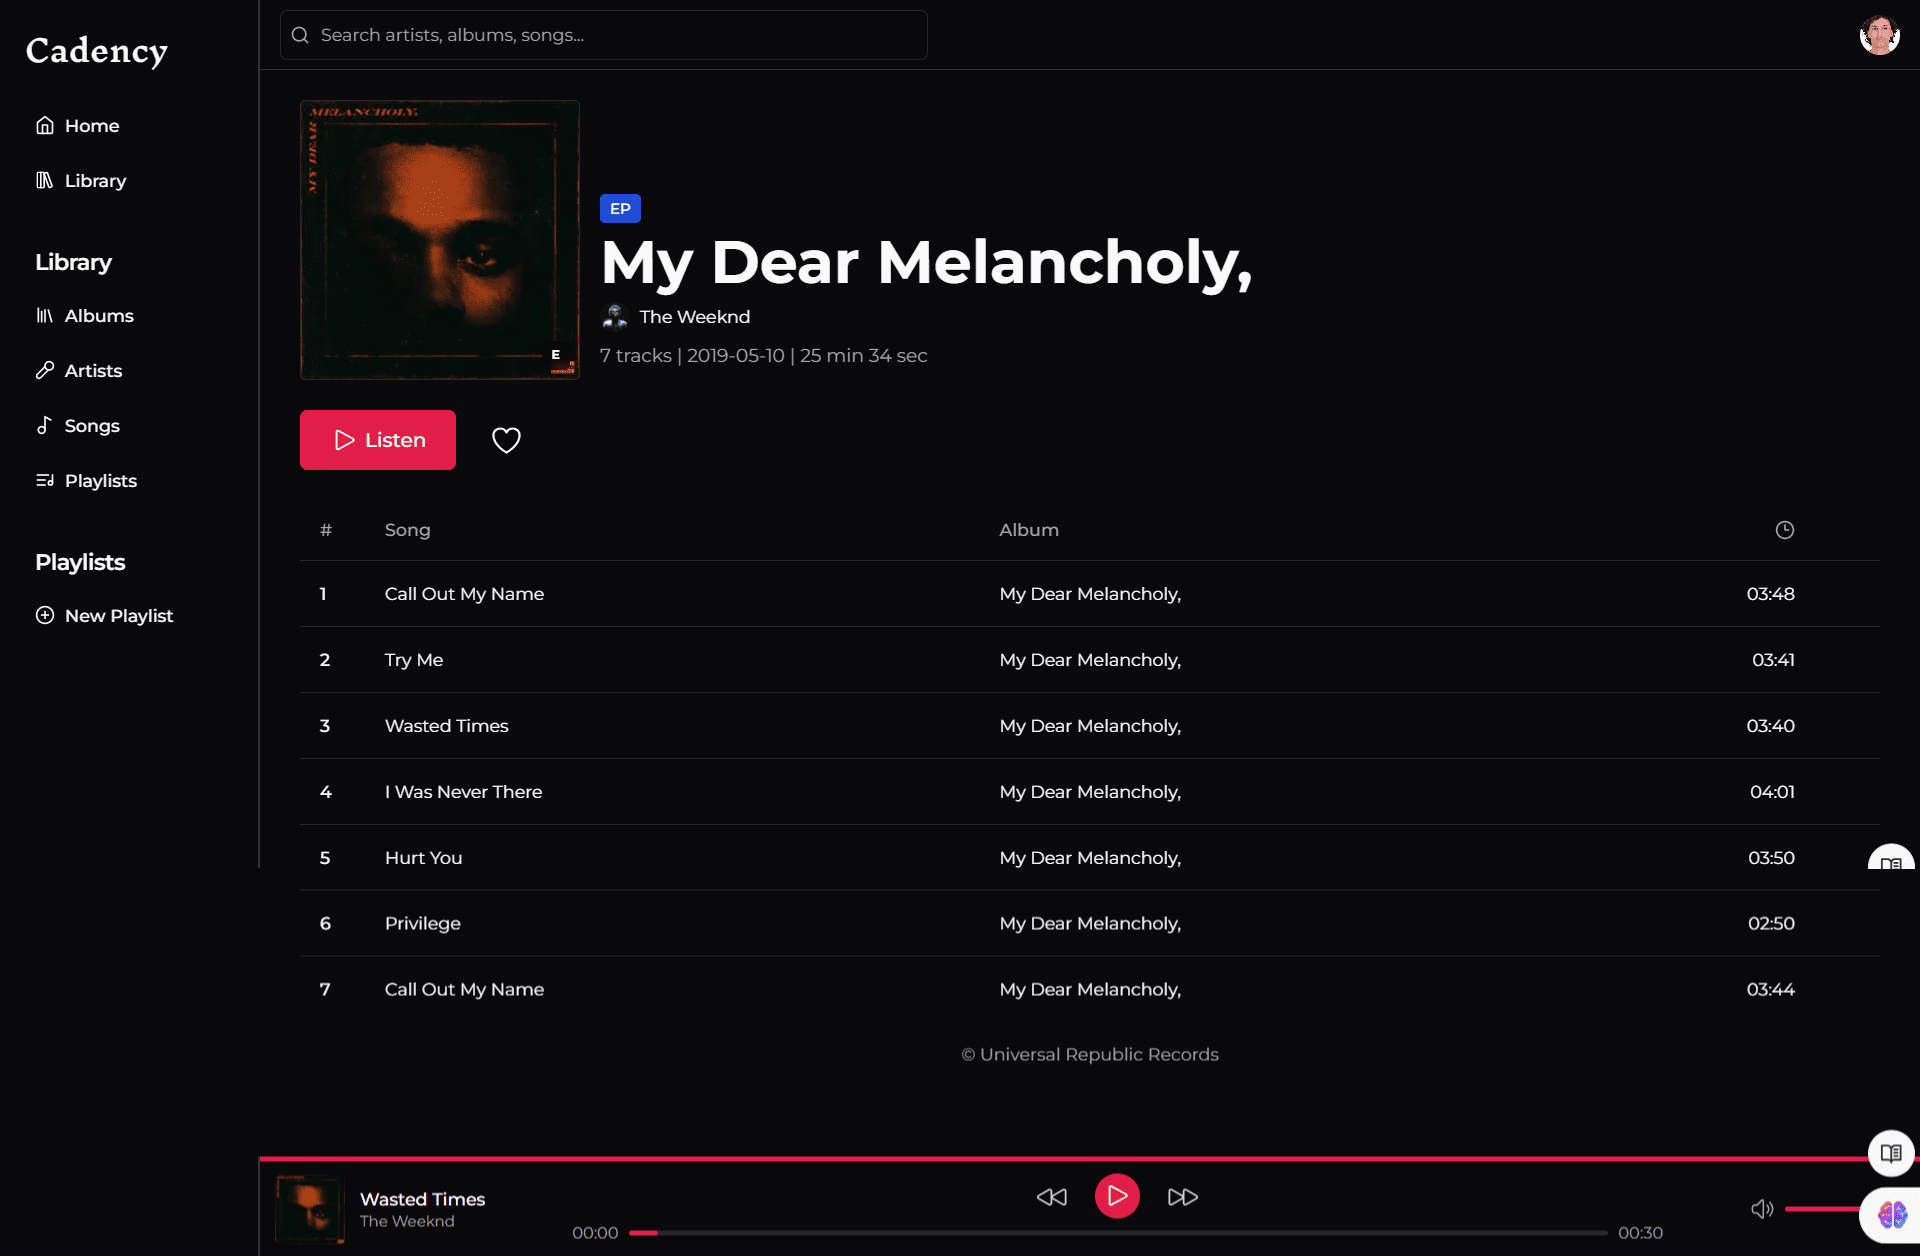 Cadency
Search artists, albums, songs...
Home
Library
Library
Albums
Artists
Songs
Playlists
Playlists
New Playlist
MELANCHOLY,
MY DEAR
E
EP
My Dear Melancholy,
The Weeknd
7 tracks | 2019-05-10 | 25 min 34 sec
Listen
# Song Album
1 Call Out My Name My Dear Melancholy, 03:48
2 Try Me My Dear Melancholy, 03:41
3 Wasted Times My Dear Melancholy, 03:40
4 I Was Never There My Dear Melancholy, 04:01
5 Hurt You My Dear Melancholy, 03:50
6 Privilege My Dear Melancholy, 02:50
7 Call Out My Name My Dear Melancholy, 03:44
© Universal Republic Records
Wasted Times
The Weeknd
00:00 00:30